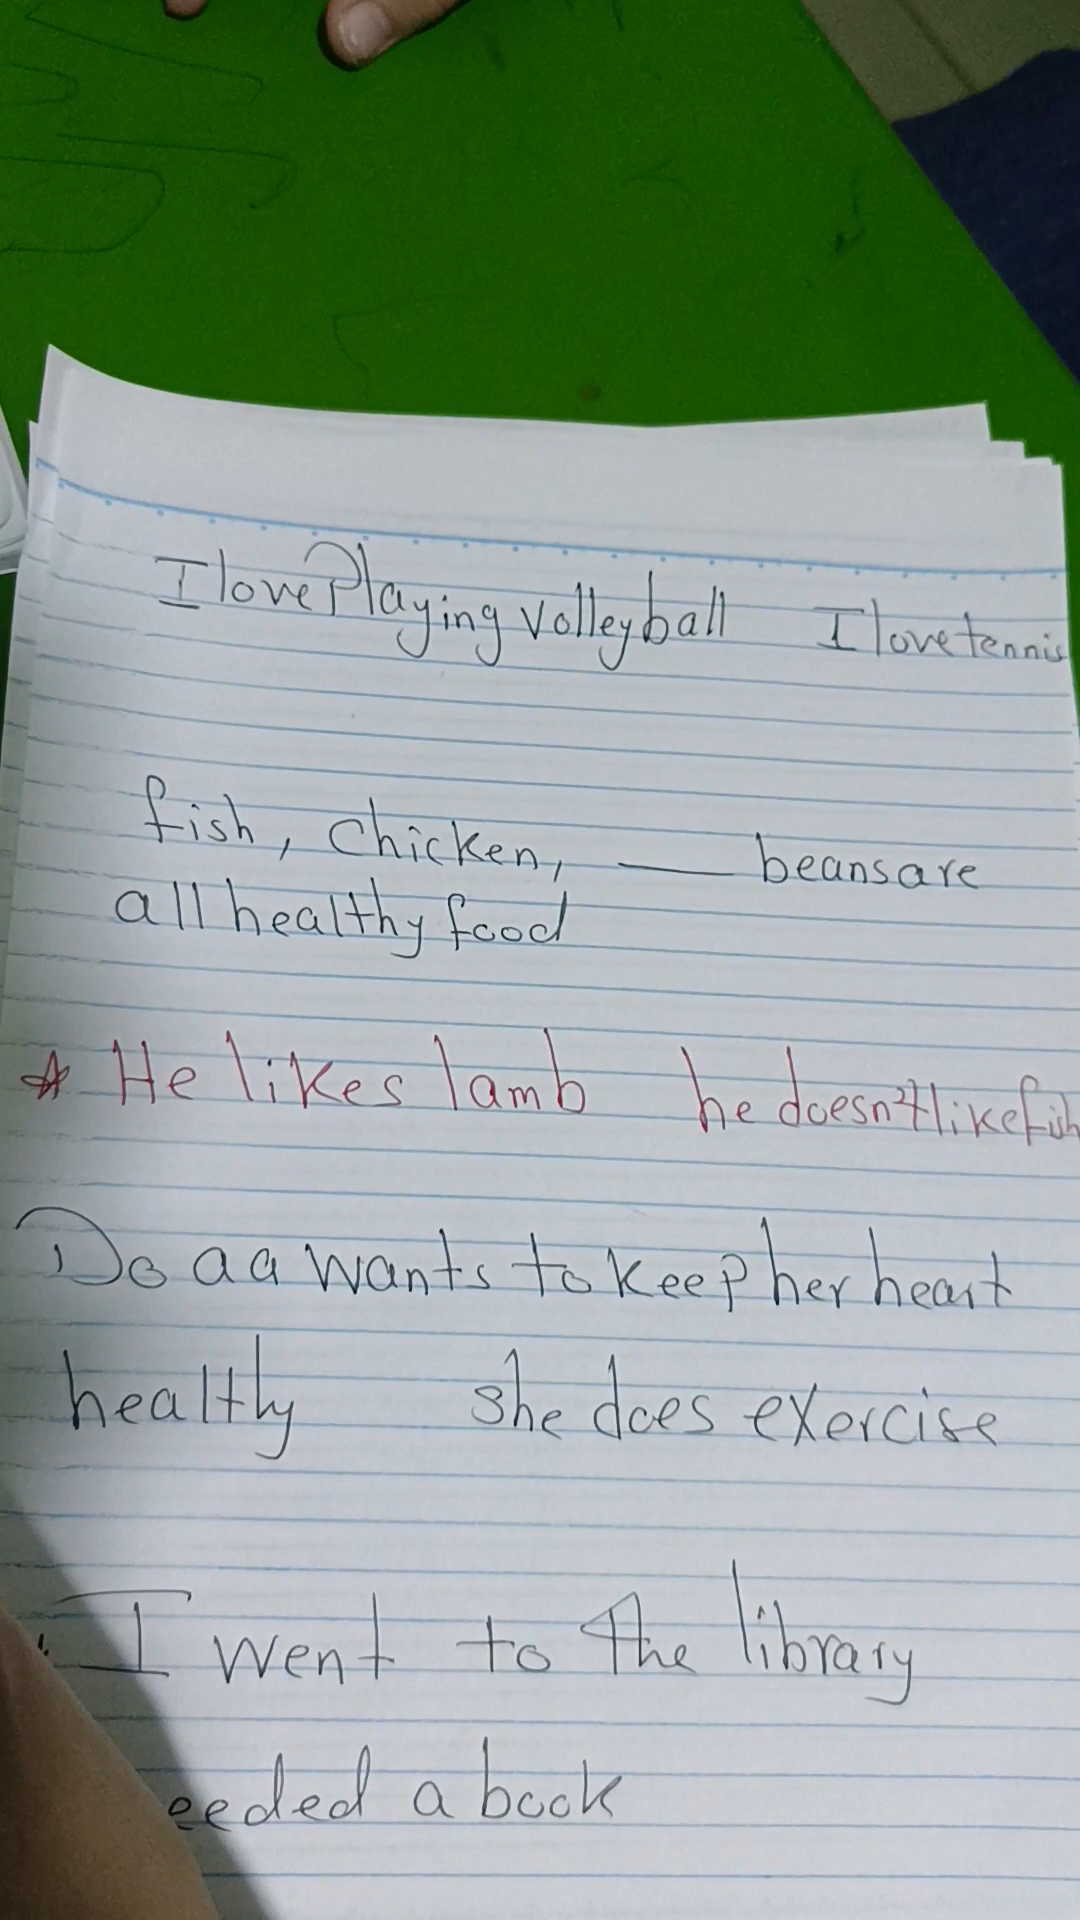 I love Playing volleyball I love tennis
fish, chicken, ___ beans are
all healthy food
He likes lamb he doesn't like fish
Doaa wants to keep her heart
healthy she does exercise
I went to the library
eeded a book